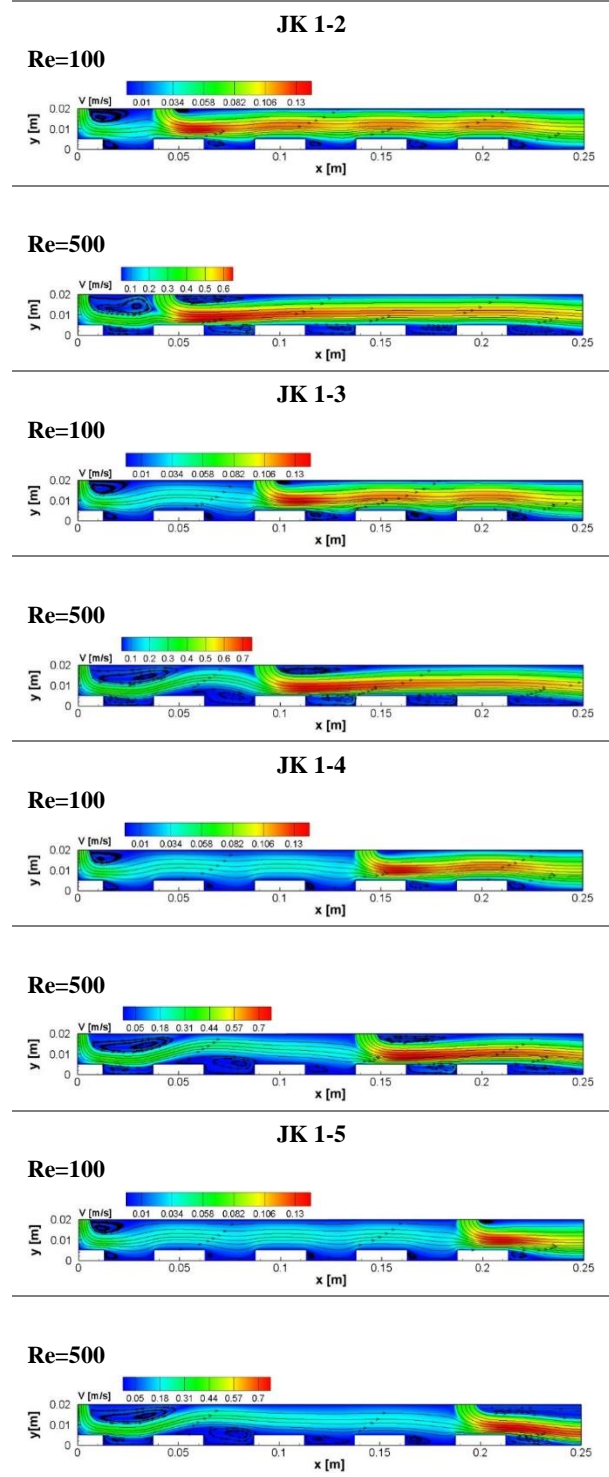 JK 1-2
Re=100
V [m/s] 0.01 0.034 0.058 0.082 0.106 0.13
y [m]
0.02
0.01
0
0 0.05 0.1 0.15 0.2 0.25
x [m]
Re=500
V [m/s] 0.1 0.2 0.3 0.4 0.5 0.6
y [m]
0.02
0.01
0
0 0.05 0.1 0.15 0.2 0.25
x [m]
JK 1-3
Re=100
V [m/s] 0.01 0.034 0.058 0.082 0.106 0.13
y [m]
0.02
0.01
0
0 0.05 0.1 0.15 0.2 0.25
x [m]
Re=500
V [m/s] 0.1 0.2 0.3 0.4 0.5 0.6 0.7
y [m]
0.02
0.01
0
0 0.05 0.1 0.15 0.2 0.25
x [m]
JK 1-4
Re=100
V [m/s] 0.01 0.034 0.058 0.082 0.106 0.13
y [m]
0.02
0.01
0
0 0.05 0.1 0.15 0.2 0.25
x [m]
Re=500
V [m/s] 0.05 0.18 0.31 0.44 0.57 0.7
y [m]
0.02
0.01
0
0 0.05 0.1 0.15 0.2 0.25
x [m]
JK 1-5
Re=100
V [m/s] 0.01 0.034 0.058 0.082 0.106 0.13
y [m]
0.02
0.01
0
0 0.05 0.1 0.15 0.2 0.25
x [m]
Re=500
V [m/s] 0.05 0.18 0.31 0.44 0.57 0.7
y [m]
0.02
0.01
0
0 0.05 0.1 0.15 0.2 0.25
x [m]